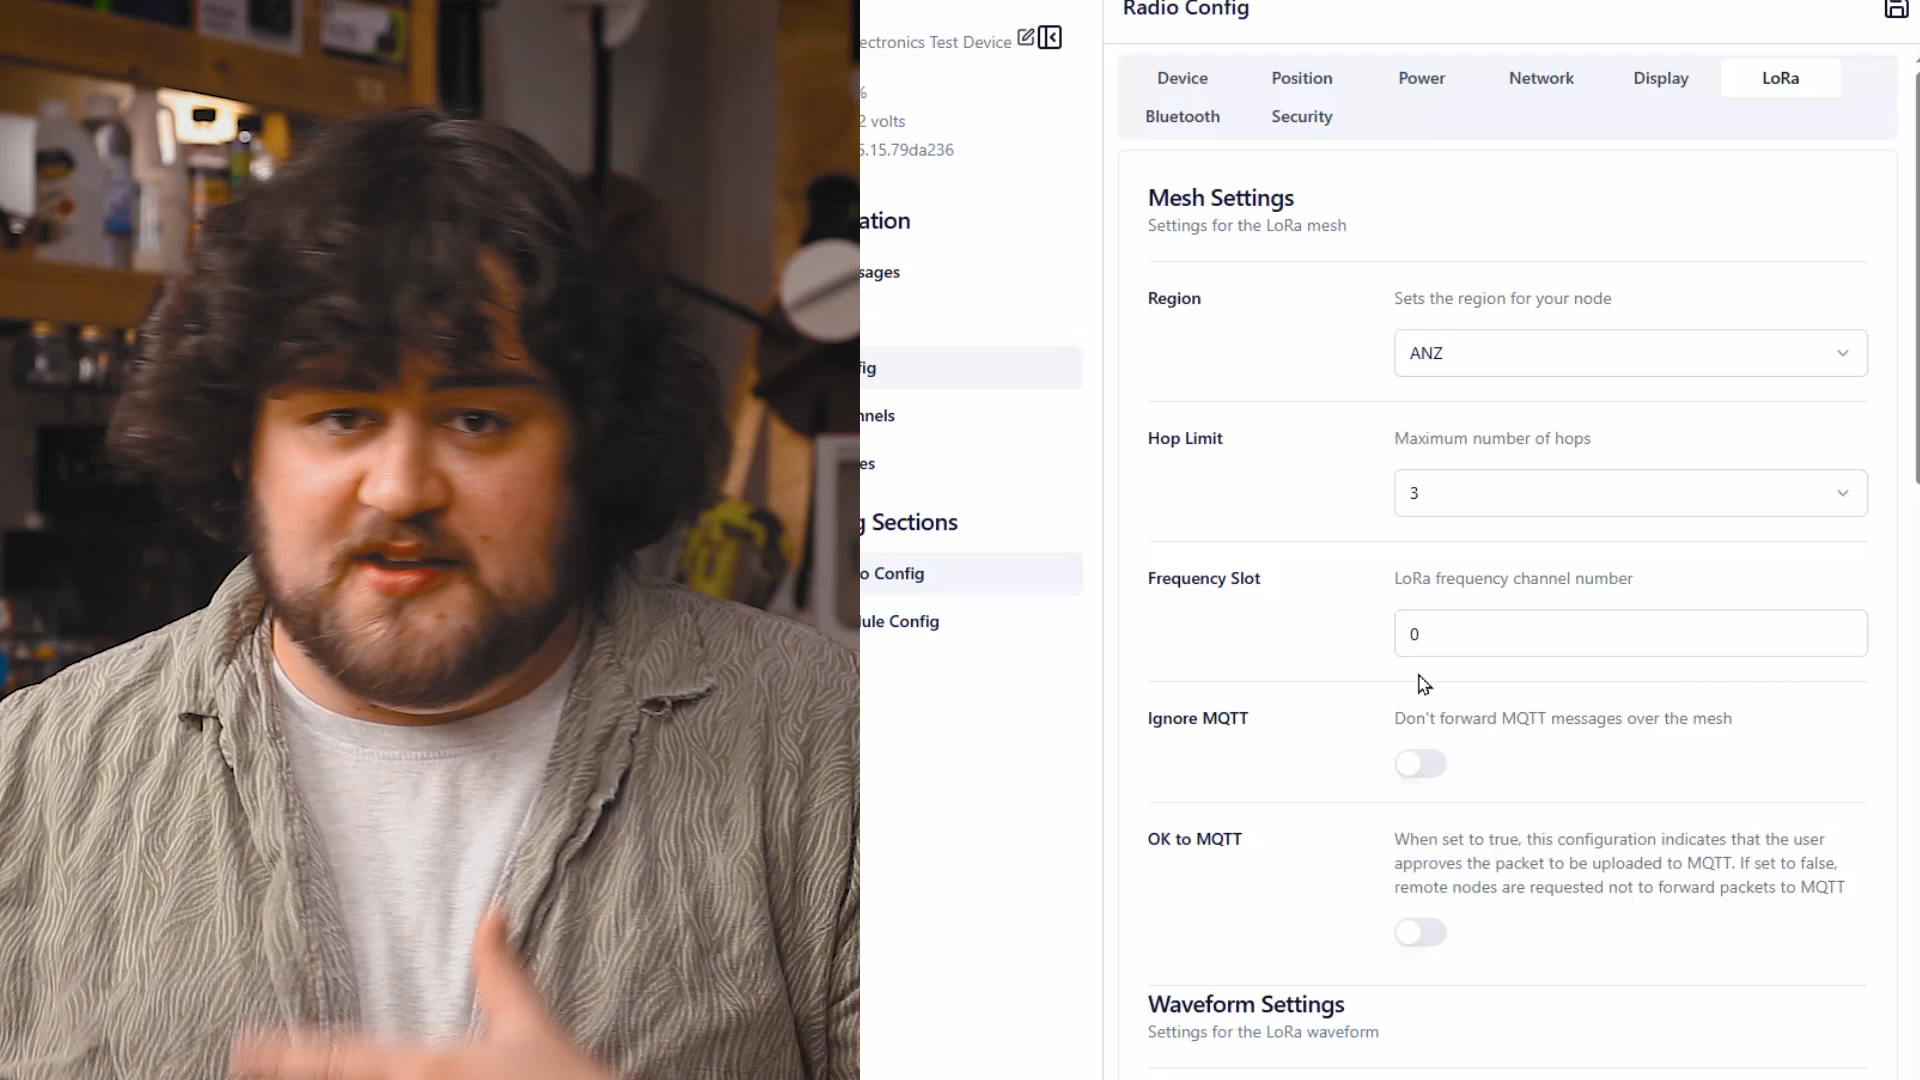 Radio Config
ectronics Test Device
%
2 volts
5.15.79da236
ation
sages
ig
nnels
es
g Sections
o Config
ule Config
Device
Position
Power
Network
Display
LoRa
Bluetooth
Security
Mesh Settings
Settings for the LoRa mesh
Region
Sets the region for your node
ANZ
Hop Limit
Maximum number of hops
3
Frequency Slot
LoRa frequency channel number
0
Ignore MQTT
Don't forward MQTT messages over the mesh
OK to MQTT
When set to true, this configuration indicates that the user
approves the packet to be uploaded to MQTT. If set to false,
remote nodes are requested not to forward packets to MQTT
Waveform Settings
Settings for the LoRa waveform